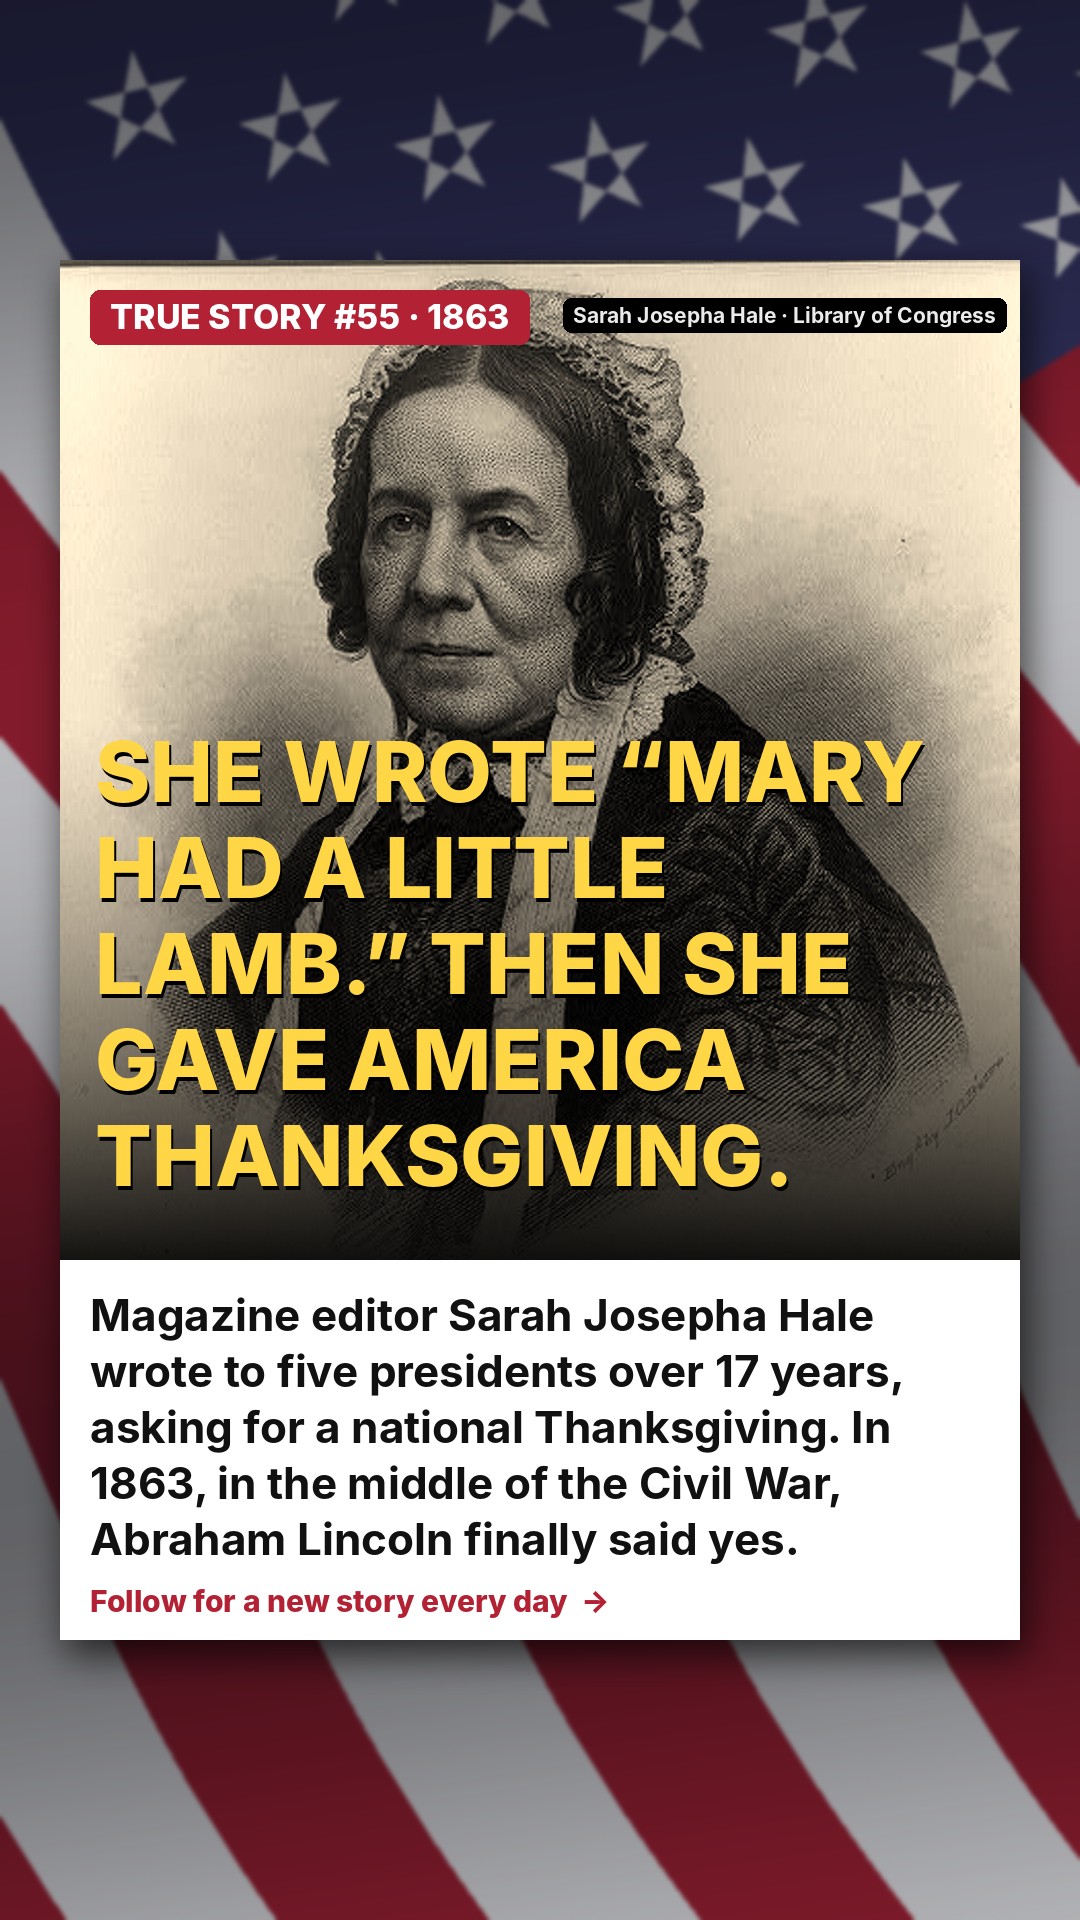 TRUE STORY #55 · 1863
Sarah Josepha Hale · Library of Congress
SHE WROTE “MARY
HAD A LITTLE
LAMB.” THEN SHE
GAVE AMERICA
THANKSGIVING.
Magazine editor Sarah Josepha Hale
wrote to five presidents over 17 years,
asking for a national Thanksgiving. In
1863, in the middle of the Civil War,
Abraham Lincoln finally said yes.
Follow for a new story every day →